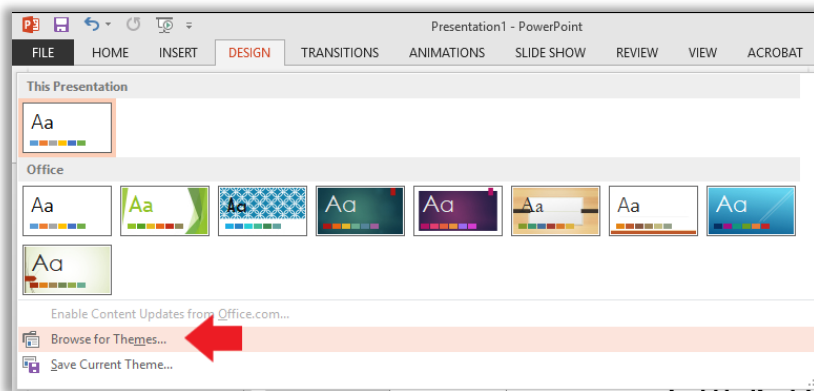 Presentation1 - PowerPoint
FILE HOME INSERT DESIGN TRANSITIONS ANIMATIONS SLIDE SHOW REVIEW VIEW ACROBAT
This Presentation
Aa
Office
Aa Aa Aa Aa Aa Aa Aa Aa
Aa
Enable Content Updates from Office.com...
Browse for Themes...
Save Current Theme...